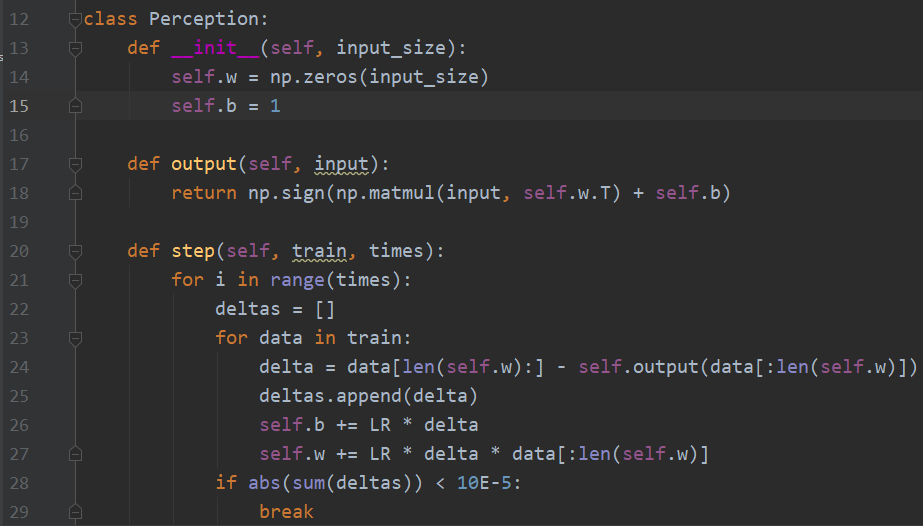 12 class Perception:
13     def __init__(self, input_size):
14         self.w = np.zeros(input_size)
15         self.b = 1
16
17     def output(self, input):
18         return np.sign(np.matmul(input, self.w.T) + self.b)
19
20     def step(self, train, times):
21         for i in range(times):
22             deltas = []
23             for data in train:
24                 delta = data[len(self.w):] - self.output(data[:len(self.w)])
25                 deltas.append(delta)
26                 self.b += LR * delta
27                 self.w += LR * delta * data[:len(self.w)]
28             if abs(sum(deltas)) < 10E-5:
29                 break